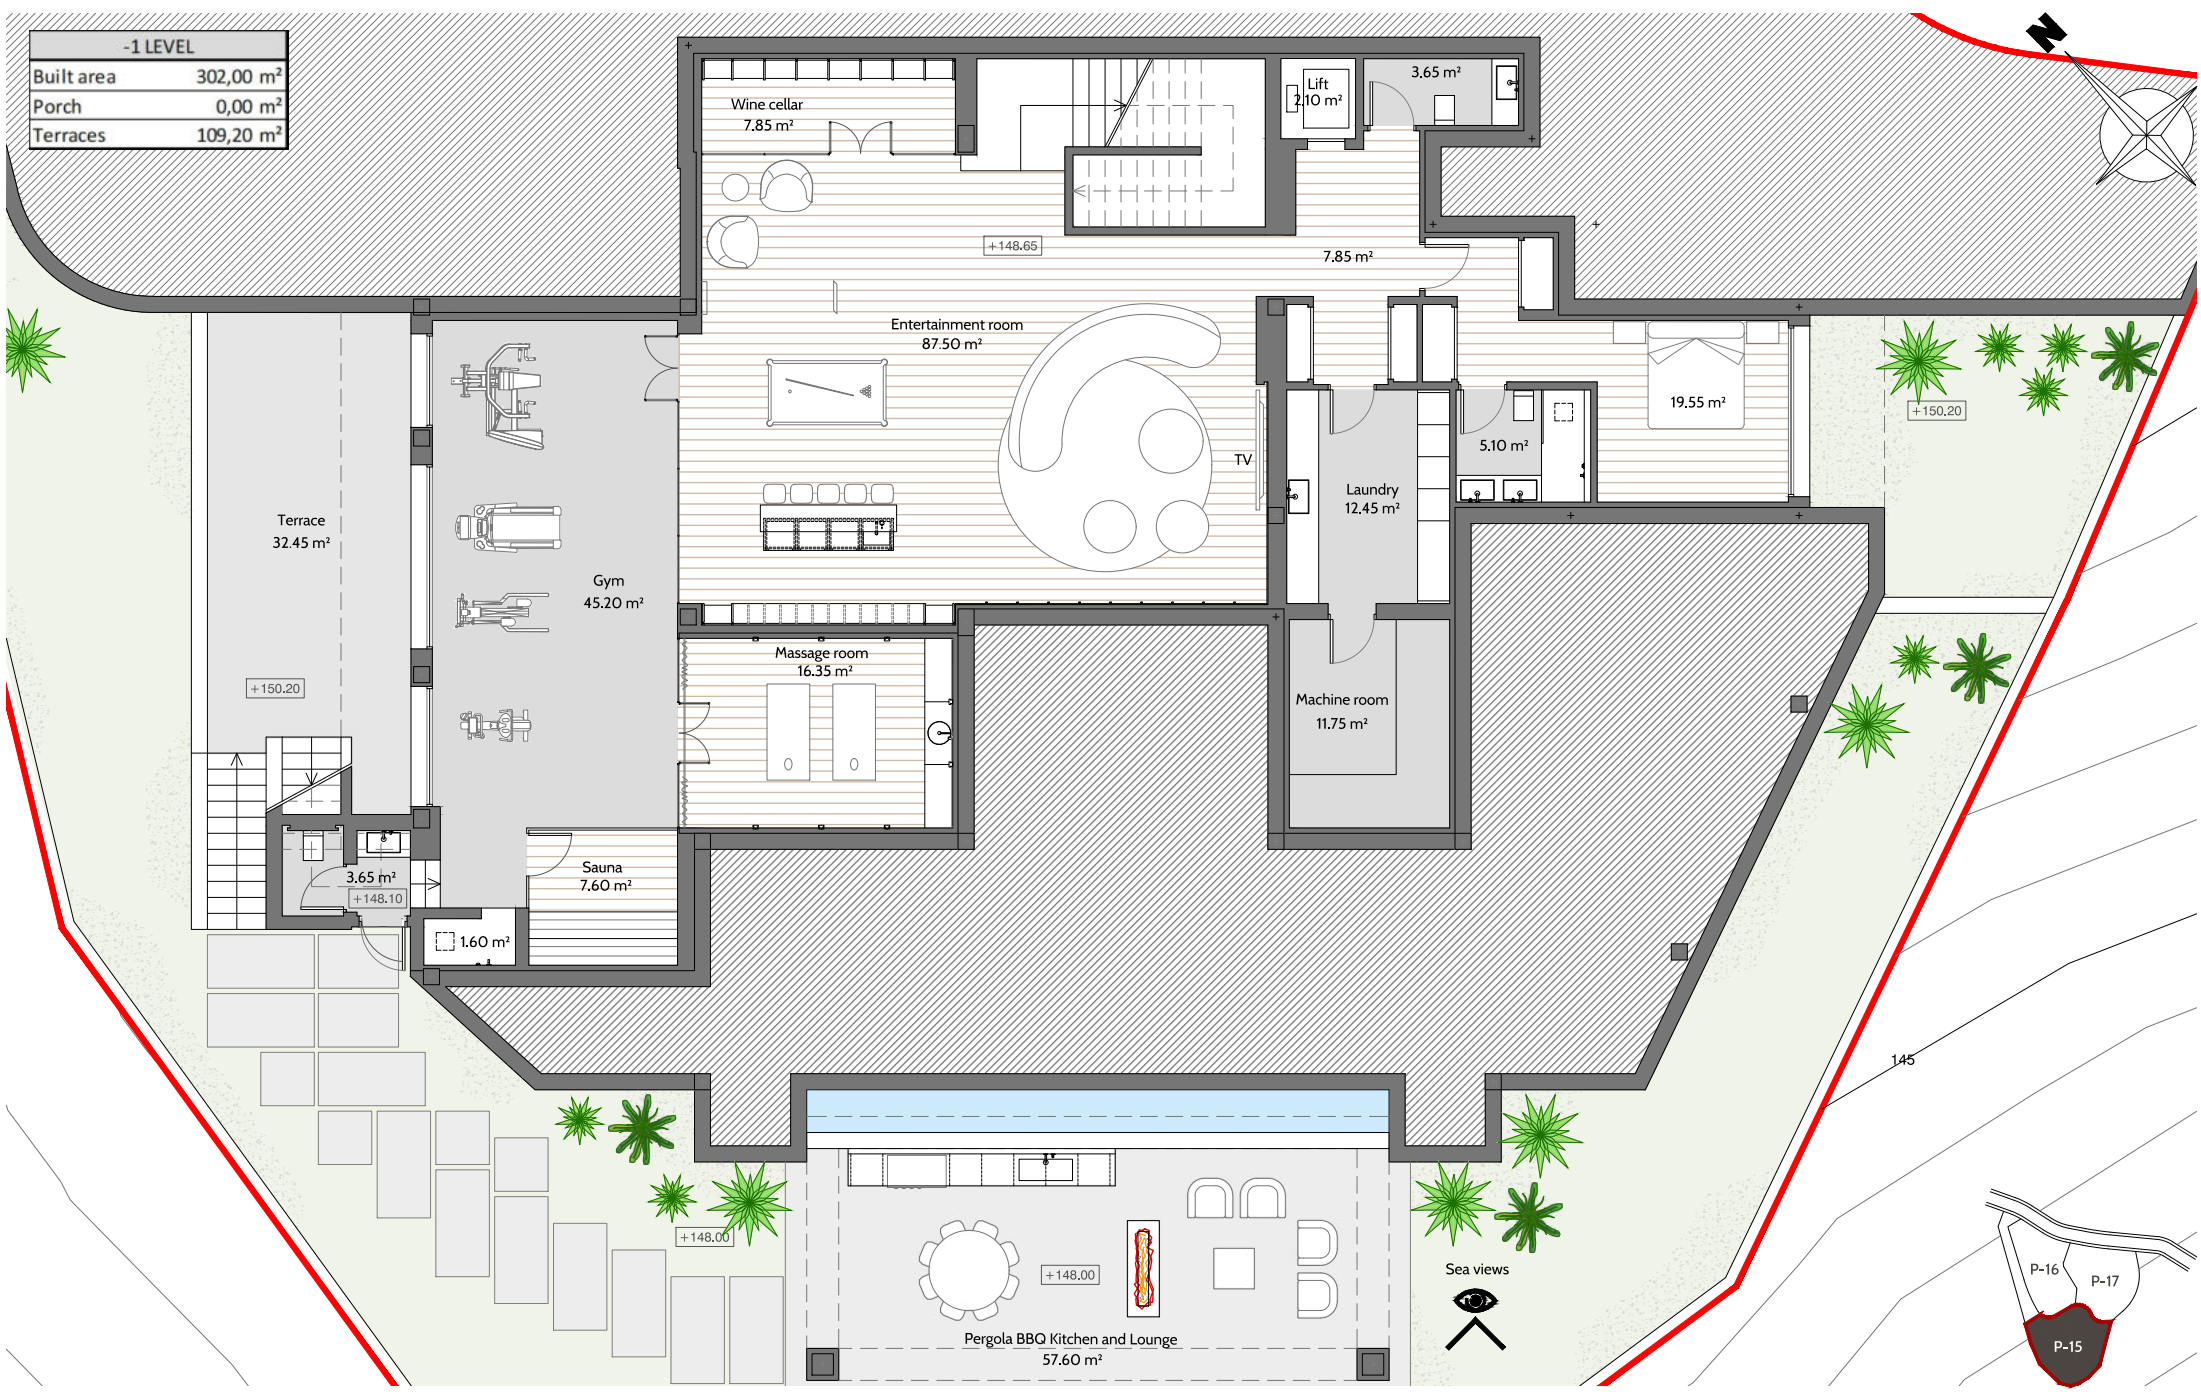 -1 LEVEL
Built area 302,00 m²
Porch 0,00 m²
Terraces 109,20 m²
N
Wine cellar
7.85 m²
Lift
2.10 m²
3.65 m²
+148.65
7.85 m²
Entertainment room
87.50 m²
19.55 m²
+150.20
5.10 m²
TV
Laundry
12.45 m²
Terrace
32.45 m²
Gym
45.20 m²
Massage room
16.35 m²
+150.20
Machine room
11.75 m²
Sauna
7.60 m²
3.65 m²
+148.10
1.60 m²
145
+148.00
+148.00
Sea views
Pergola BBQ Kitchen and Lounge
57.60 m²
P-16
P-17
P-15